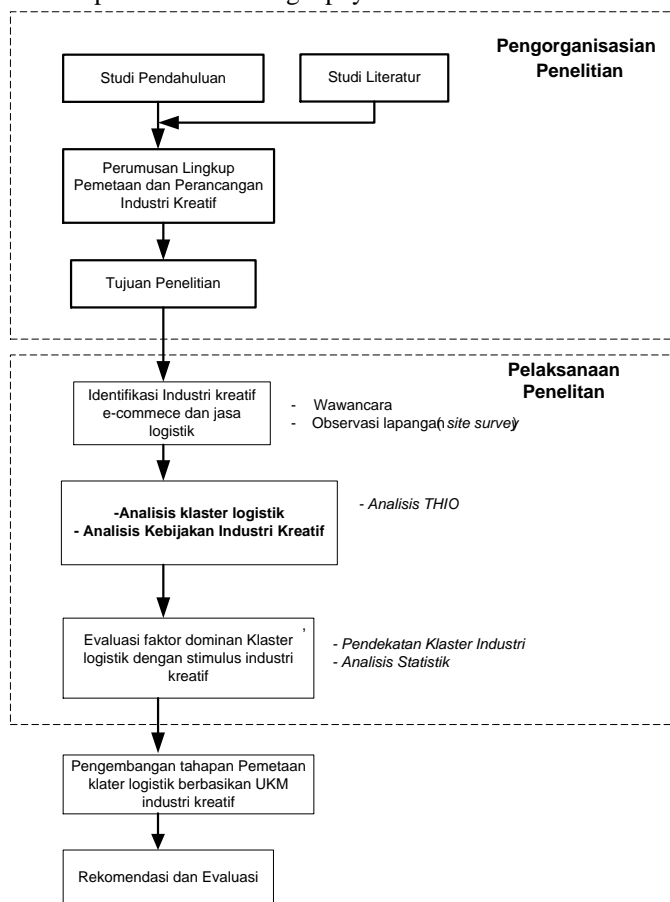 Pengorganisasian
Penelitian
Studi Pendahuluan
Studi Literatur
Perumusan Lingkup
Pemetaan dan Perancangan
Industri Kreatif
Tujuan Penelitian
Pelaksanaan
Penelitan
Identifikasi Industri kreatif
e-commece dan jasa
logistik
- Wawancara
- Observasi lapangan( site survey)
-Analisis klaster logistik
- Analisis Kebijakan Industri Kreatif
- Analisis THIO
Evaluasi faktor dominan Klaster ,
logistik dengan stimulus industri
kreatif
- Pendekatan Klaster Industri
- Analisis Statistik
Pengembangan tahapan Pemetaan
klater logistik berbasikan UKM
industri kreatif
Rekomendasi dan Evaluasi